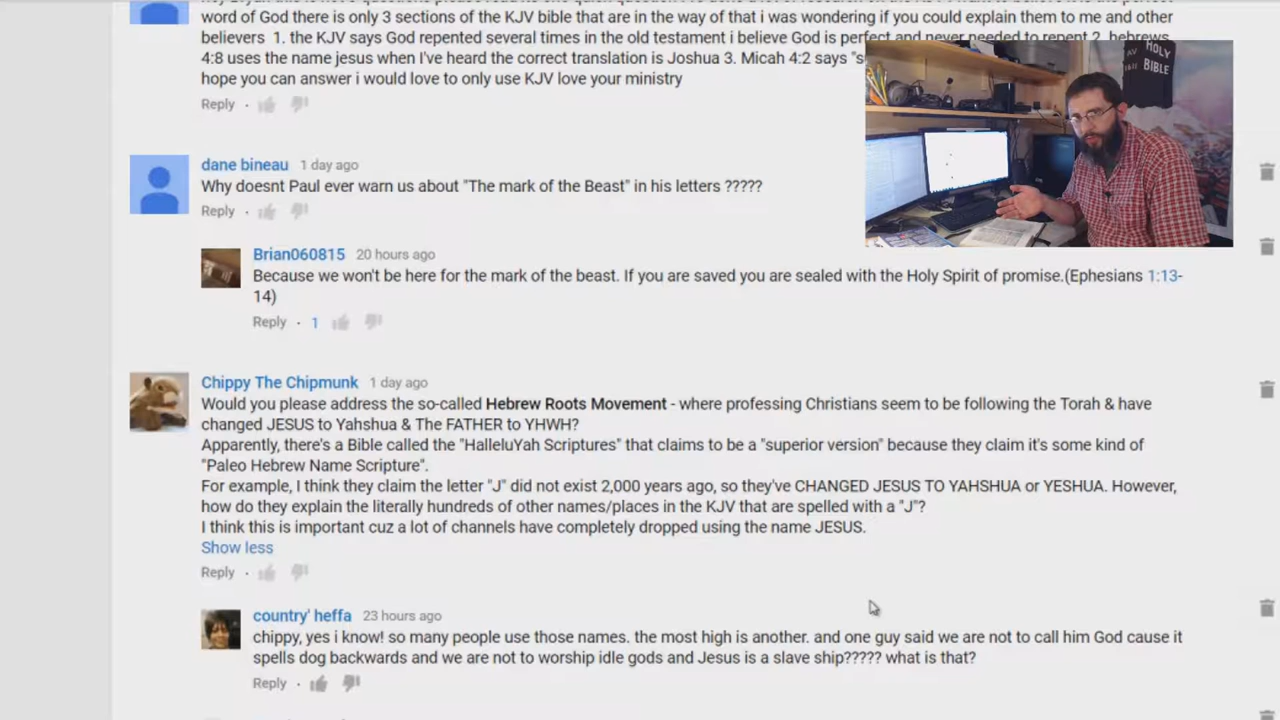 word of God there is only 3 sections of the KJV bible that are in the way of that i was wondering if you could explain them to me and other
believers 1. the KJV says God repented several times in the old testament i believe God is perfect and never needed to repent 2. hebrews
4:8 uses the name jesus when I've heard the correct translation is Joshua 3. Micah 4:2 says
hope you can answer i would love to only use KJV love your ministry
Reply
AV
HOLY
BIBLE
dane bineau 1 day ago
Why doesnt Paul ever warn us about "The mark of the Beast" in his letters ?????
Reply
Brian060815 20 hours ago
Because we won't be here for the mark of the beast. If you are saved you are sealed with the Holy Spirit of promise.(Ephesians 1:13-
14)
Reply · 1
Chippy The Chipmunk 1 day ago
Would you please address the so-called Hebrew Roots Movement - where professing Christians seem to be following the Torah & have
changed JESUS to Yahshua & The FATHER to YHWH?
Apparently, there's a Bible called the "HalleluYah Scriptures" that claims to be a "superior version" because they claim it's some kind of
"Paleo Hebrew Name Scripture".
For example, I think they claim the letter "J" did not exist 2,000 years ago, so they've CHANGED JESUS TO YAHSHUA or YESHUA. However,
how do they explain the literally hundreds of other names/places in the KJV that are spelled with a "J"?
I think this is important cuz a lot of channels have completely dropped using the name JESUS.
Show less
Reply
country' heffa 23 hours ago
chippy, yes i know! so many people use those names. the most high is another. and one guy said we are not to call him God cause it
spells dog backwards and we are not to worship idle gods and Jesus is a slave ship????? what is that?
Reply